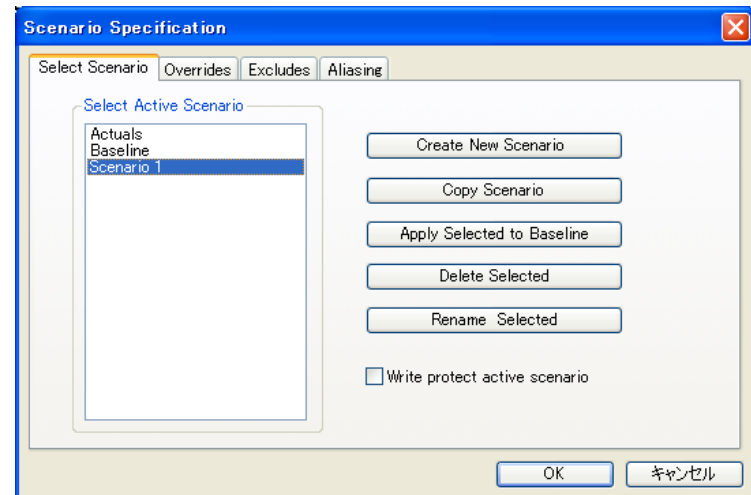 Scenario Specification
Select Scenario Overrides Excludes Aliasing
Select Active Scenario
Actuals
Baseline
Scenario 1
Create New Scenario
Copy Scenario
Apply Selected to Baseline
Delete Selected
Rename Selected
Write protect active scenario
OK キャンセル